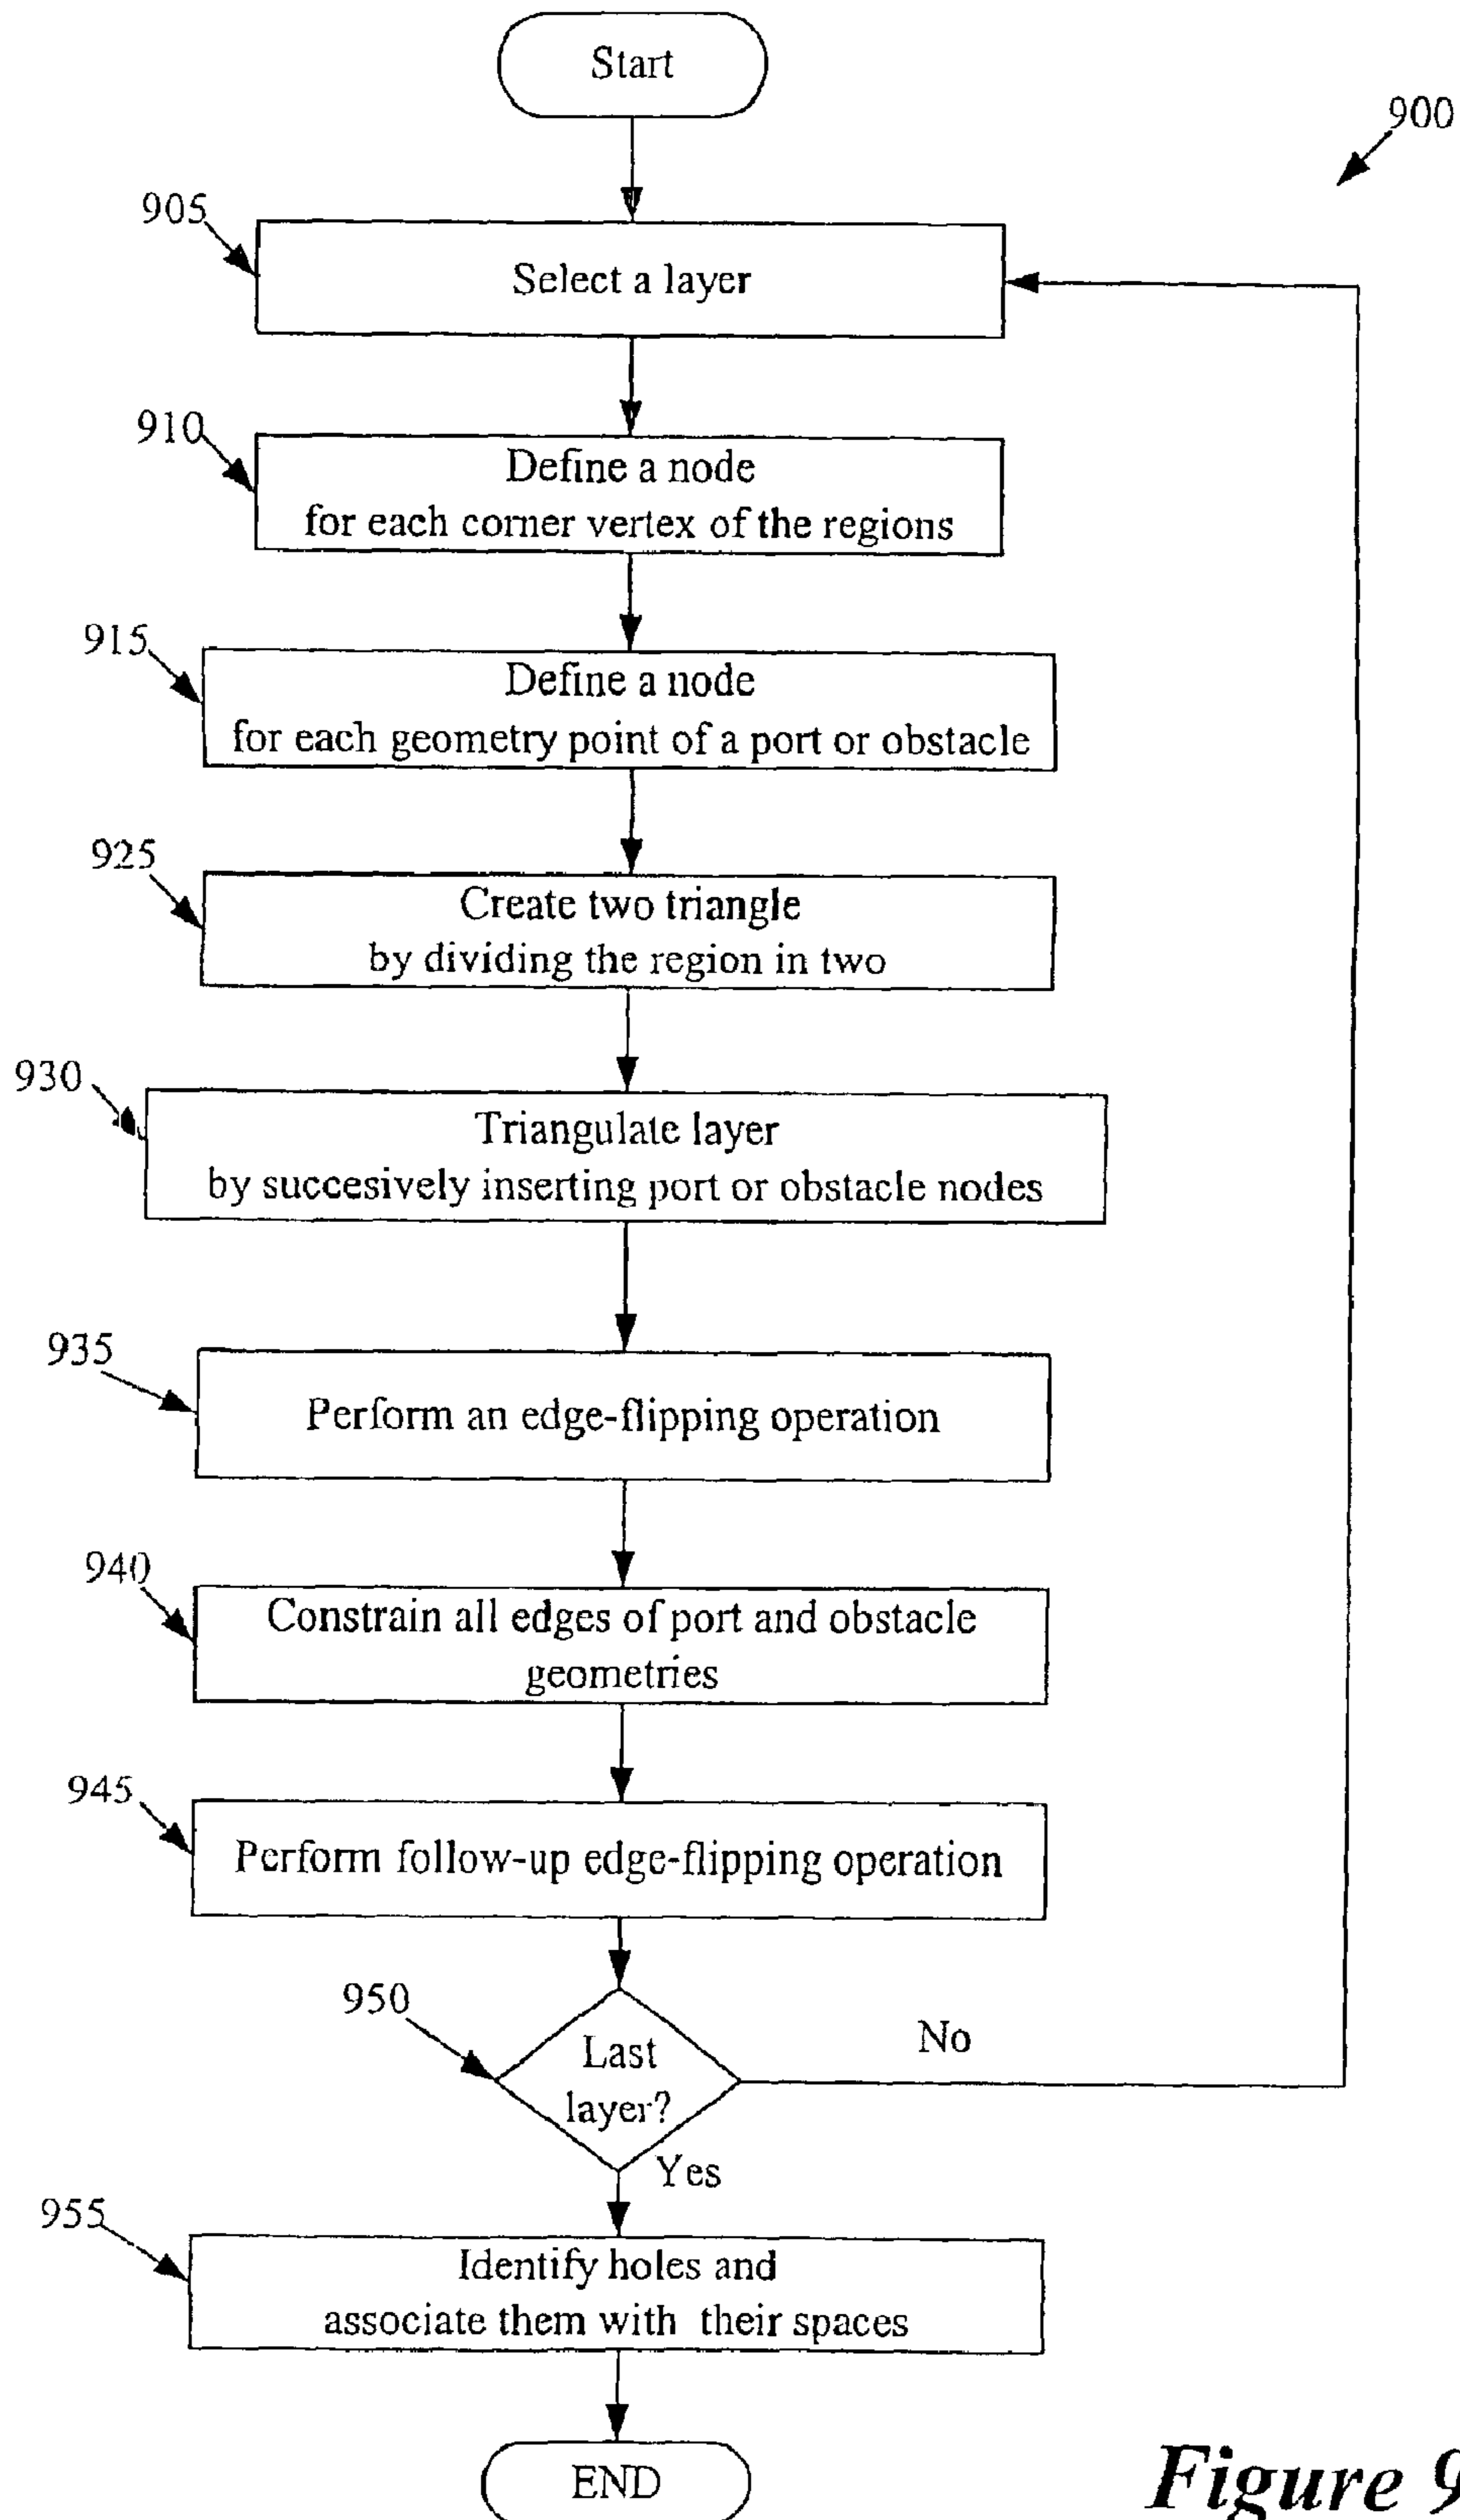 Start
900
905
Select a layer
910
Define a node
for each corner vertex of the regions
915
Define a node
for each geometry point of a port or obstacle
925
Create two triangle
by dividing the region in two
930
Triangulate layer
by succesively inserting port or obstacle nodes
935
Perform an edge-flipping operation
940
Constrain all edges of port and obstacle
geometries
945
Perform follow-up edge-flipping operation
950
Last
layer?
No
Yes
955
Identify holes and
associate them with their spaces
END
Figure 9